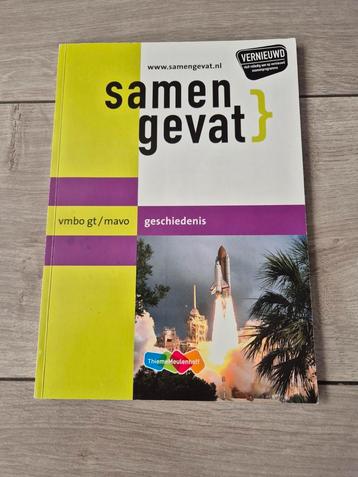 www.samengevat.nl
VERNIEUWD
samen
gevat}
vmbo gt/mavo
geschiedenis
ThiemeMeulenhoff